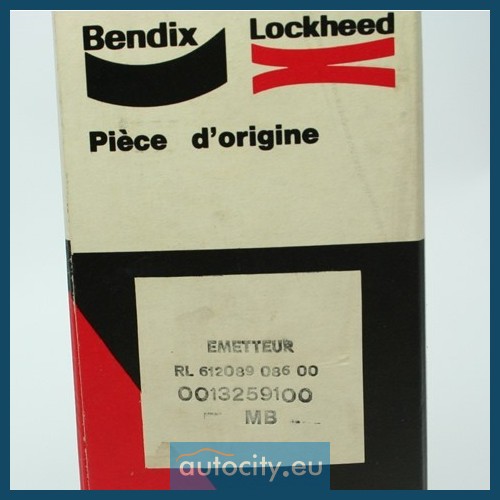 Bendix Lockheed
Pièce d'origine
EMETTEUR
RL 612089 086 00
0013259100
MB
autocity.eu